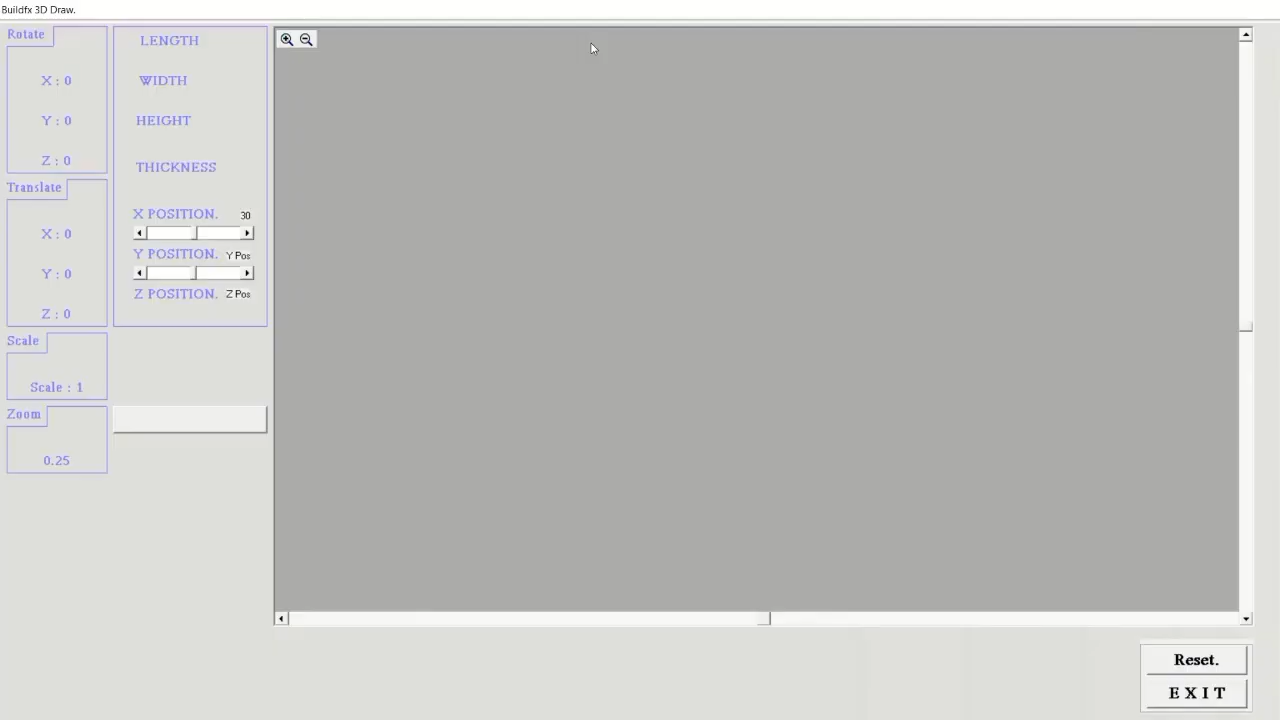 Buildfx 3D Draw.
Rotate
X : 0
Y : 0
Z : 0
Translate
X : 0
Y : 0
Z : 0
Scale
Scale : 1
Zoom
0.25
LENGTH
WIDTH
HEIGHT
THICKNESS
X POSITION. 30
Y POSITION. Y Pos
Z POSITION. Z Pos
Reset.
E X I T